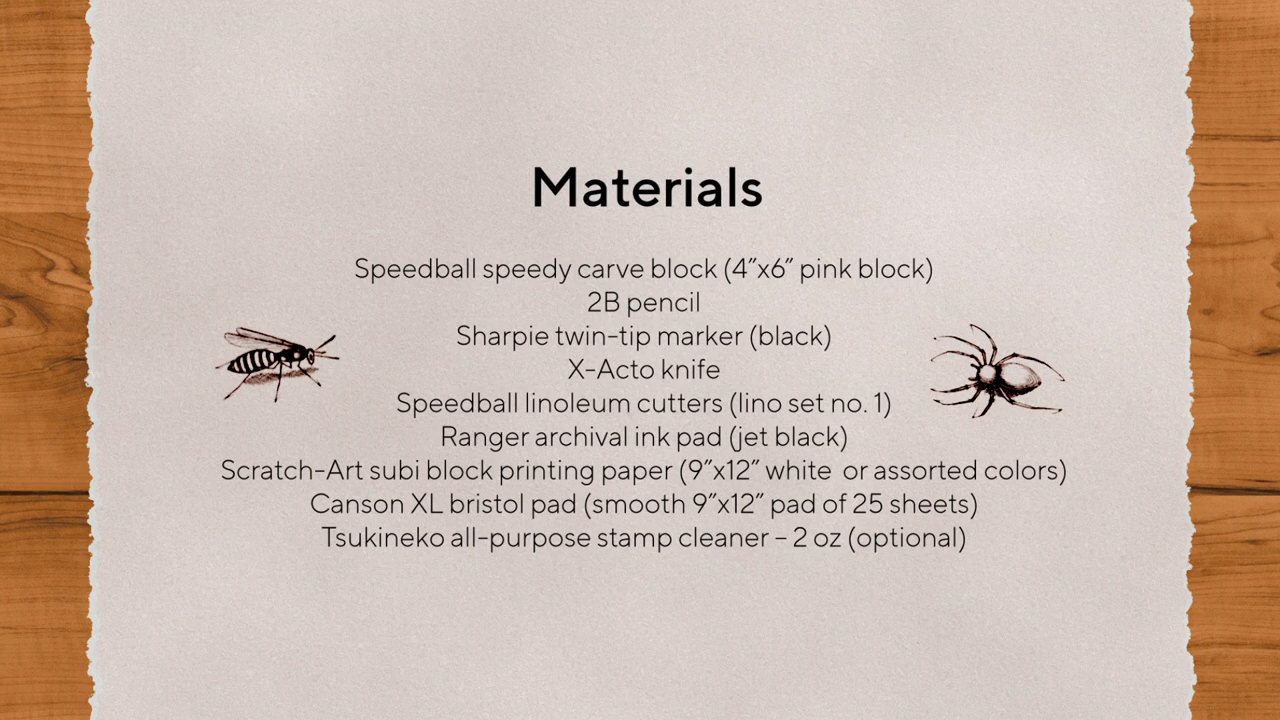 Materials
Speedball speedy carve block (4”x6” pink block)
2B pencil
Sharpie twin-tip marker (black)
X-Acto knife
Speedball linoleum cutters (lino set no. 1)
Ranger archival ink pad (jet black)
Scratch-Art subi block printing paper (9”x12” white  or assorted colors)
Canson XL bristol pad (smooth 9”x12” pad of 25 sheets)
Tsukineko all-purpose stamp cleaner – 2 oz (optional)